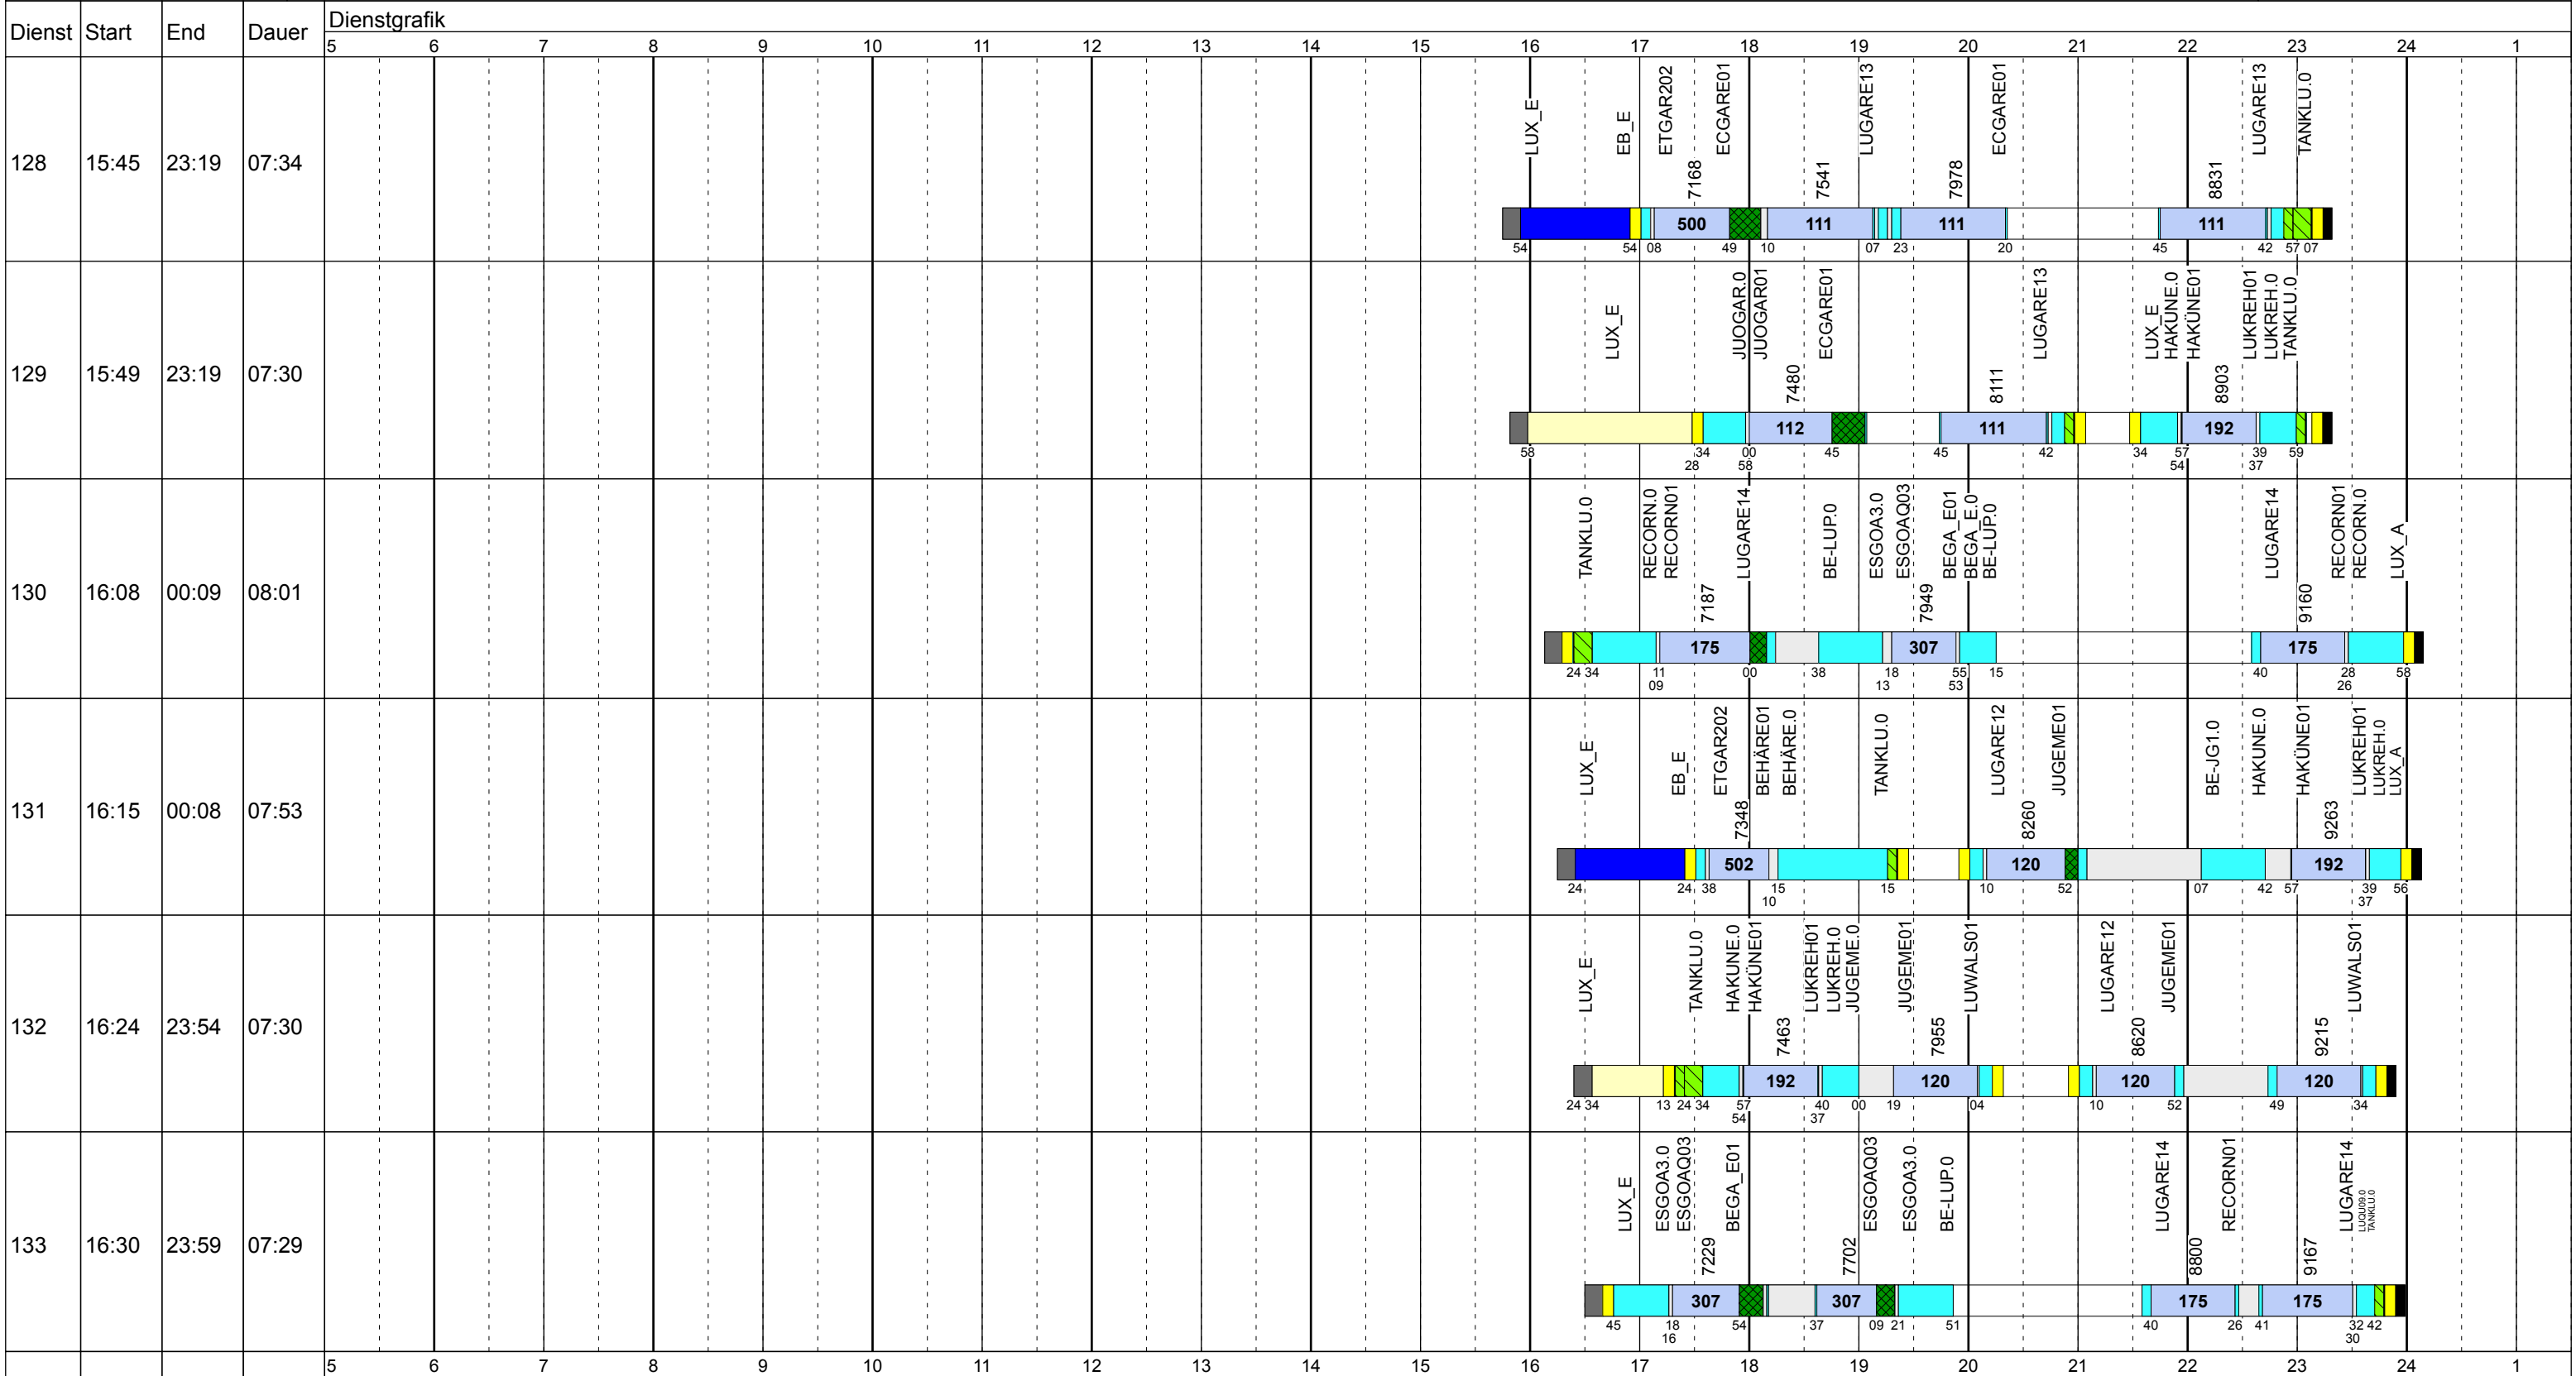 Dienst Start End Dauer Dienstgrafik
5 6 7 8 9 10 11 12 13 14 15 16 17 18 19 20 21 22 23 24 1
LUX_E EB_E ETGAR202 ECGARE01 LUGARE13 ECGARE01 LUGARE13 TANKLU.0
7168 7541 7978 8831
128 15:45 23:19 07:34
500 111 111 111
54 54 08 49 10 07 23 20 45 42 57 07
LUX_E JUOGAR.0 JUOGAR01 ECGARE01 LUGARE13 LUX_E HAKÜNE.0 HAKÜNE01 LUKREH01 LUKREH.0 TANKLU.0
7480 8111 8903
129 15:49 23:19 07:30
112 111 192
58 34 00 45 45 42 34 57 39 59
28 58 54 37
TANKLU.0 RECORN.0 RECORN01 LUGARE14 BE-LUP.0 ESGOA3.0 ESGOAQ03 BEGA_E01 BEGA_E.0 BE-LUP.0 LUGARE14 RECORN01 RECORN.0 LUX_A
7187 7949 9160
130 16:08 00:09 08:01
175 307 175
24 34 11 00 38 18 55 15 40 28 58
09 13 53 26
LUX_E EB_E ETGAR202 BEHÄRE01 BEHÄRE.0 TANKLU.0 LUGARE12 JUGEME01 BE-JG1.0 HAKÜNE.0 HAKÜNE01 LUKREH01 LUKREH.0 LUX_A
7348 8260 9263
131 16:15 00:08 07:53
502 120 192
24 24 38 15 15 10 52 07 42 57 39 56
10 37
LUX_E TANKLU.0 HAKÜNE.0 HAKÜNE01 LUKREH01 LUKREH.0 JUGEME.0 JUGEME01 LUWALS01 LUGARE12 JUGEME01 LUWALS01
7463 7955 8620 9215
132 16:24 23:54 07:30
192 120 120 120
24 34 13 24 34 57 40 00 19 04 10 52 49 34
54 37
LUX_E ESGOA3.0 ESGOAQ03 BEGA_E01 ESGOAQ03 ESGOA3.0 BE-LUP.0 LUGARE14 RECORN01 LUGARE14 LUQU09.0 TANKLU.0
7229 7702 8800 9167
133 16:30 23:59 07:29
307 307 175 175
45 18 54 37 09 21 51 40 26 41 32 42
16 30
5 6 7 8 9 10 11 12 13 14 15 16 17 18 19 20 21 22 23 24 1